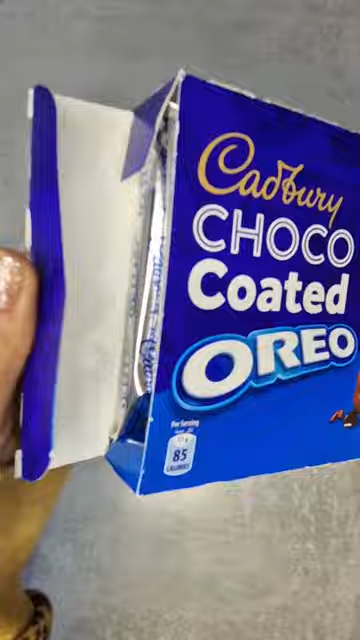 Cadbury
CHOCO
Coated
OREO
Per Serving
85
CALORIES